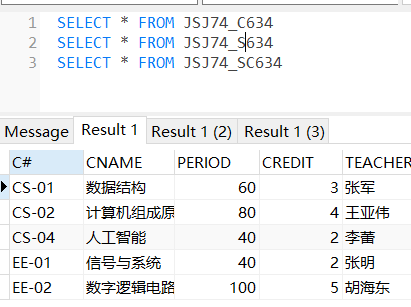 1 SELECT * FROM JSJ74_C634
2 SELECT * FROM JSJ74_S634
3 SELECT * FROM JSJ74_SC634
Message Result 1 Result 1 (2) Result 1 (3)
C# CNAME PERIOD CREDIT TEACHER
CS-01 数据结构 60 3 张军
CS-02 计算机组成原 80 4 王亚伟
CS-04 人工智能 40 2 李蕾
EE-01 信号与系统 40 2 张明
EE-02 数字逻辑电路 100 5 胡海东